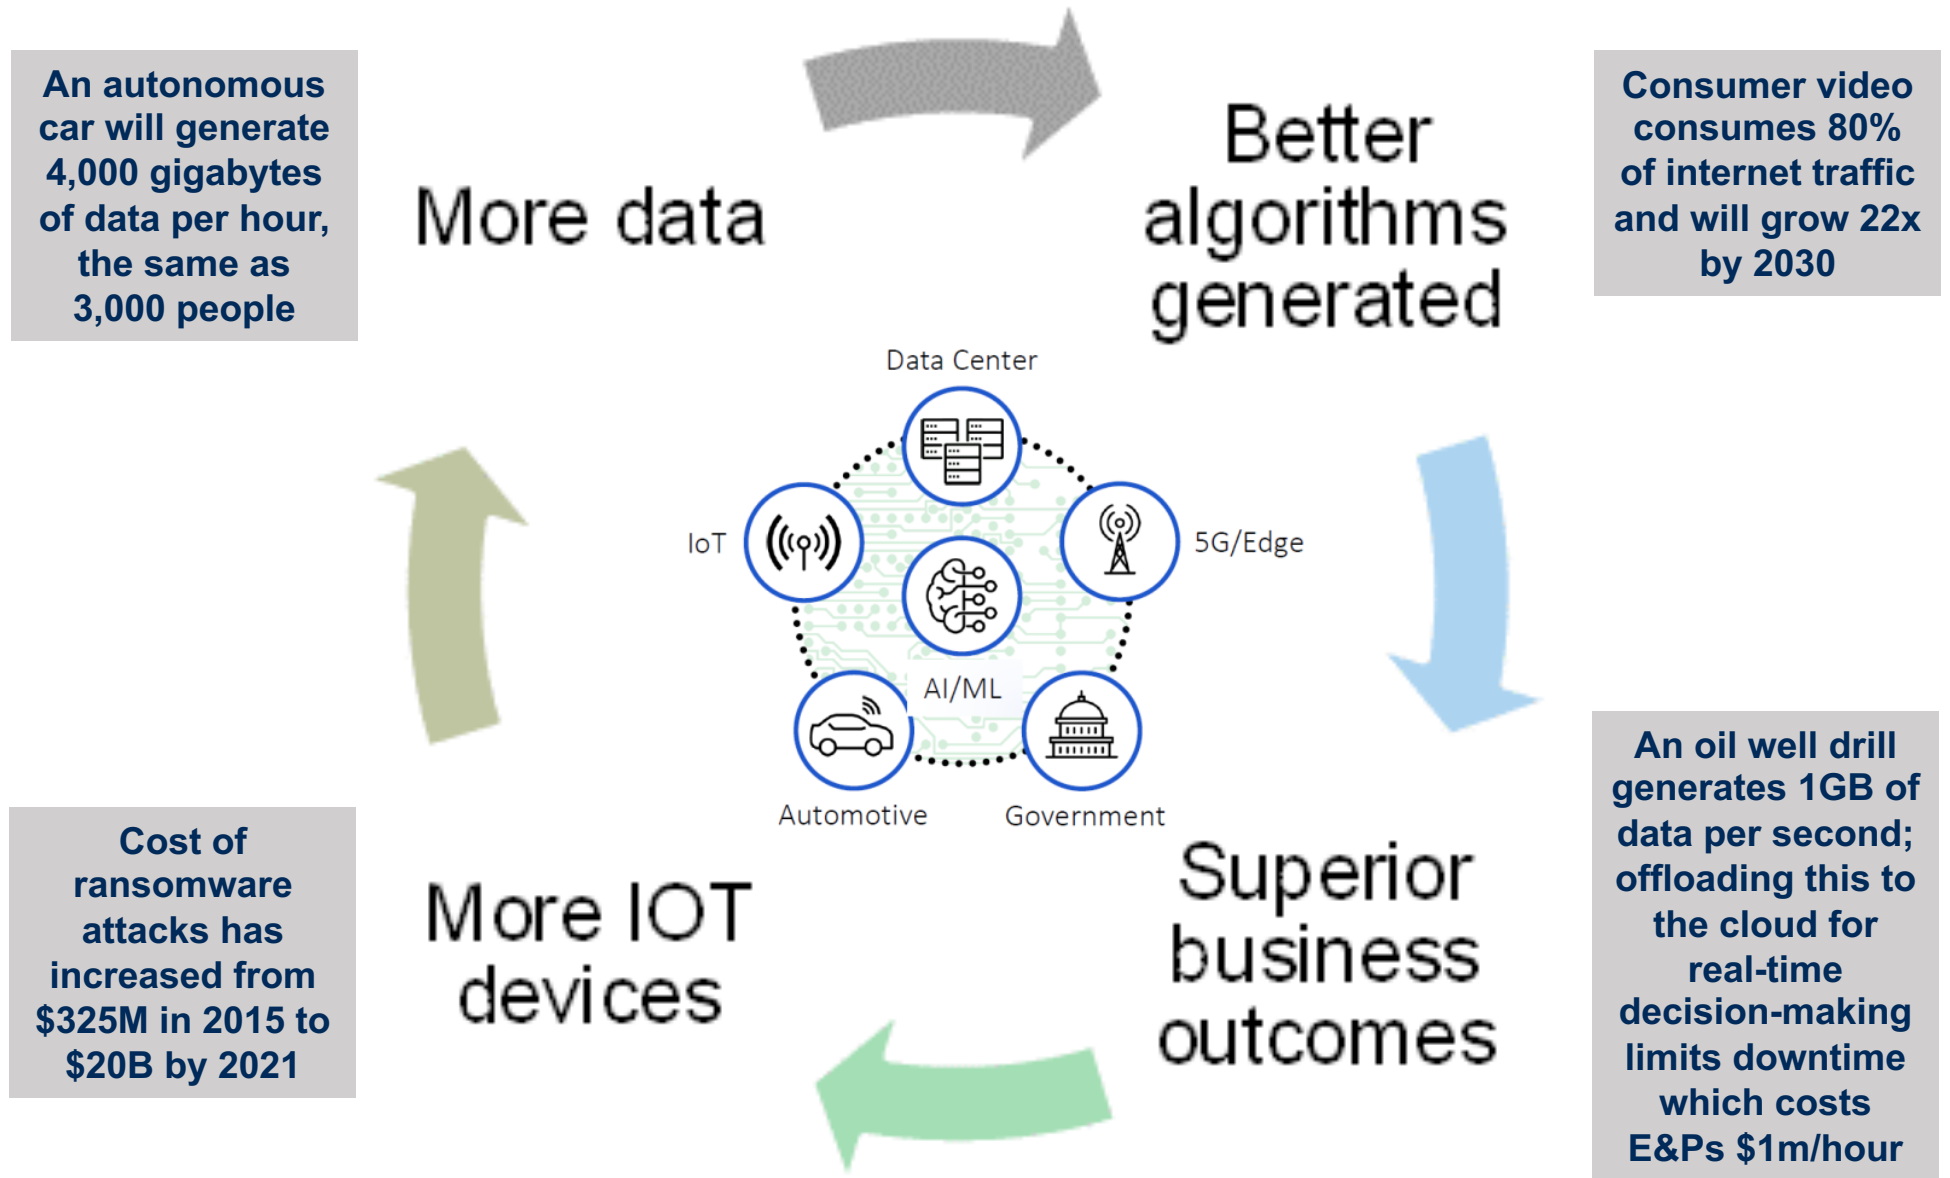 An autonomous
car will generate
4,000 gigabytes
of data per hour,
the same as
3,000 people
More data
Better
algorithms
generated
Consumer video
consumes 80%
of internet traffic
and will grow 22x
by 2030
Data Center
IoT
5G/Edge
AI/ML
Automotive
Government
Cost of
ransomware
attacks has
increased from
$325M in 2015 to
$20B by 2021
More IOT
devices
Superior
business
outcomes
An oil well drill
generates 1GB of
data per second;
offloading this to
the cloud for
real-time
decision-making
limits downtime
which costs
E&Ps $1m/hour